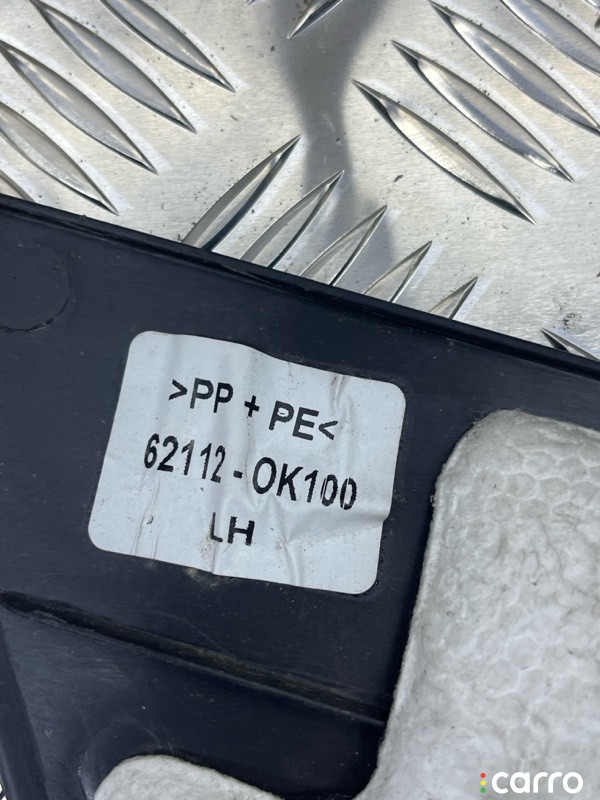 >PP + PE<
62112-0K100
LH
carro